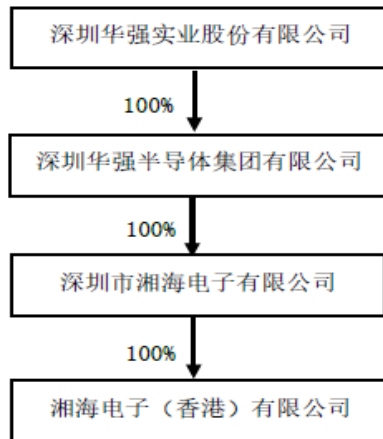 深圳华强实业股份有限公司
100%
深圳华强半导体集团有限公司
100%
深圳市湘海电子有限公司
100%
湘海电子（香港）有限公司